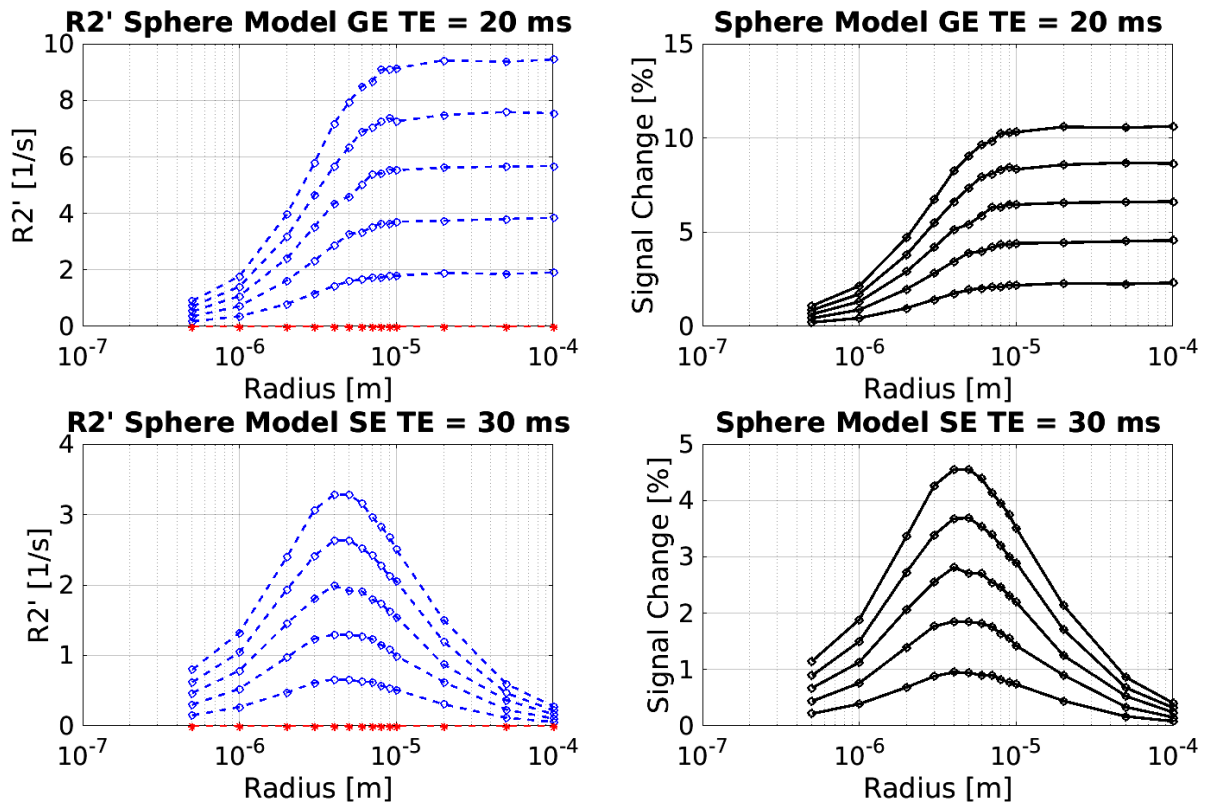 R2' Sphere Model GE TE = 20 ms
R2' [1/s]
10
8
6
4
2
0
10^-7 10^-6 10^-5 10^-4
Radius [m]
Sphere Model GE TE = 20 ms
Signal Change [%]
15
10
5
0
10^-7 10^-6 10^-5 10^-4
Radius [m]
R2' Sphere Model SE TE = 30 ms
R2' [1/s]
4
3
2
1
0
10^-7 10^-6 10^-5 10^-4
Radius [m]
Sphere Model SE TE = 30 ms
Signal Change [%]
5
4
3
2
1
0
10^-7 10^-6 10^-5 10^-4
Radius [m]